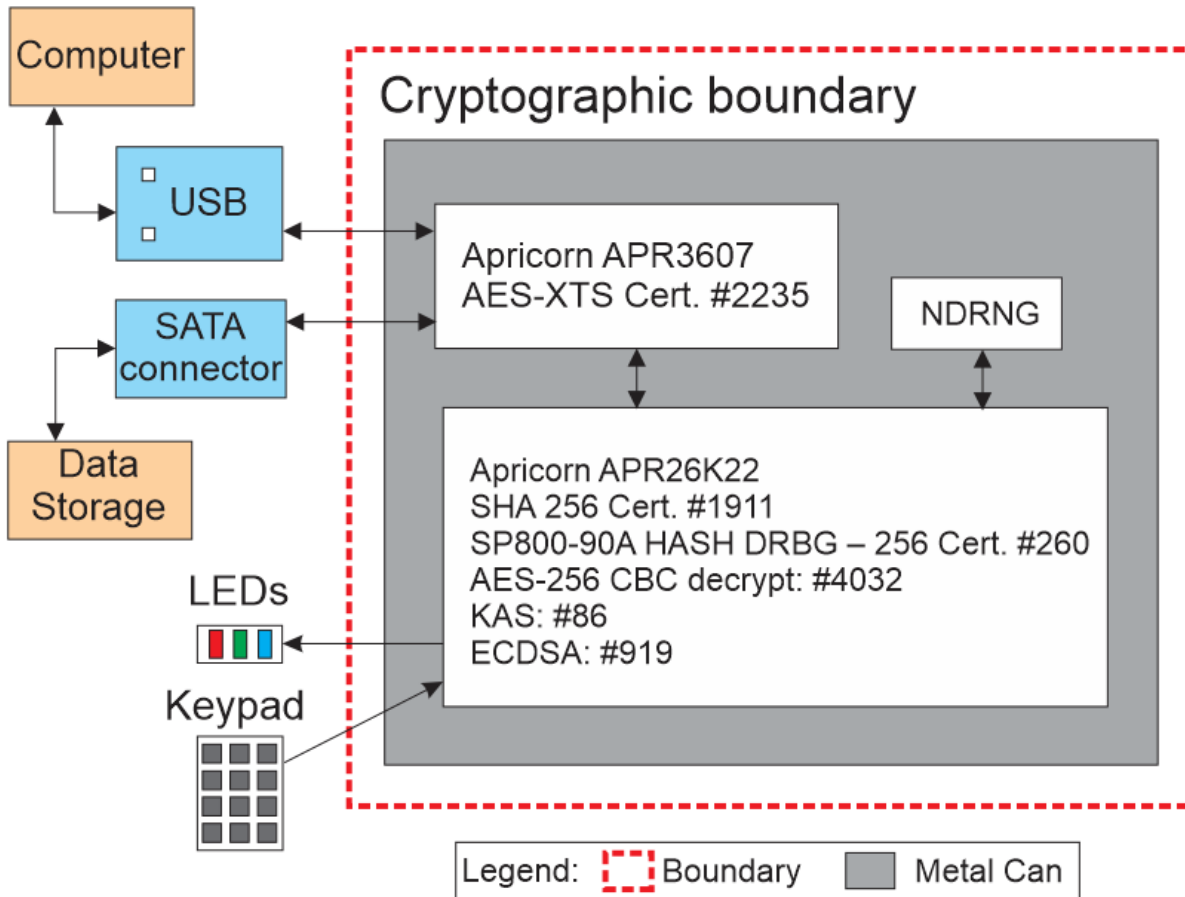 Computer
Cryptographic boundary
USB
Apricorn APR3607
AES-XTS Cert. #2235
NDRNG
SATA
connector
Data
Storage
Apricorn APR26K22
SHA 256 Cert. #1911
SP800-90A HASH DRBG – 256 Cert. #260
AES-256 CBC decrypt: #4032
KAS: #86
ECDSA: #919
LEDs
Keypad
Legend: Boundary Metal Can